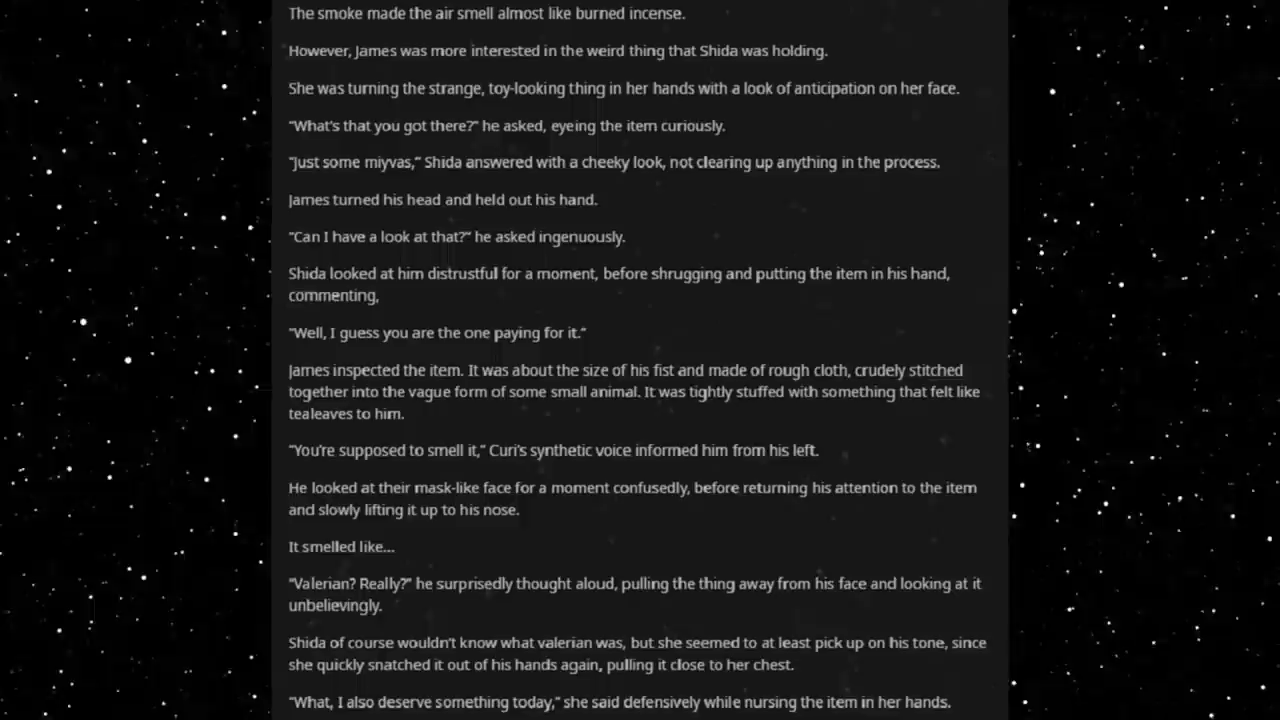 The smoke made the air smell almost like burned incense.
However, James was more interested in the weird thing that Shida was holding.
She was turning the strange, toy-looking thing in her hands with a look of anticipation on her face.
“What’s that you got there?” he asked, eyeing the item curiously.
“Just some miyvas,” Shida answered with a cheeky look, not clearing up anything in the process.
James turned his head and held out his hand.
“Can I have a look at that?” he asked ingenuously.
Shida looked at him distrustful for a moment, before shrugging and putting the item in his hand,
commenting,
“Well, I guess you are the one paying for it.”
James inspected the item. It was about the size of his fist and made of rough cloth, crudely stitched
together into the vague form of some small animal. It was tightly stuffed with something that felt like
tealeaves to him.
“You’re supposed to smell it,” Curi’s synthetic voice informed him from his left.
He looked at their mask-like face for a moment confusedly, before returning his attention to the item
and slowly lifting it up to his nose.
It smelled like…
“Valerian? Really?” he surprisedly thought aloud, pulling the thing away from his face and looking at it
unbelievingly.
Shida of course wouldn’t know what valerian was, but she seemed to at least pick up on his tone, since
she quickly snatched it out of his hands again, pulling it close to her chest.
“What, I also deserve something today,” she said defensively while nursing the item in her hands.